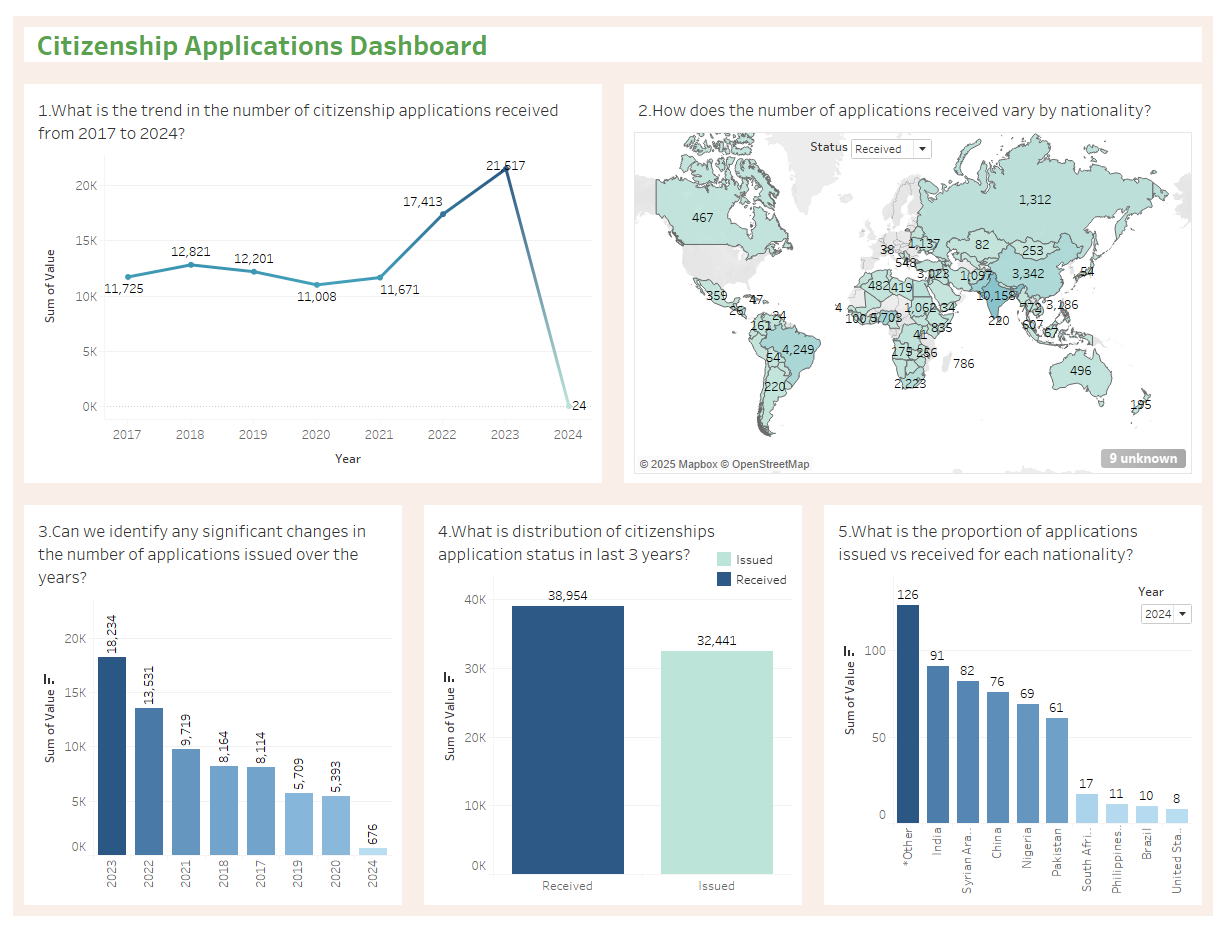 Citizenship Applications Dashboard
1.What is the trend in the number of citizenship applications received
from 2017 to 2024?
Sum of Value
20K
15K
10K
5K
0K
11,725
12,821
12,201
11,008
11,671
17,413
21,517
24
2017 2018 2019 2020 2021 2022 2023 2024
Year
2.How does the number of applications received vary by nationality?
Status Received
467
1,312
38
1,137
82
253
548
3,023
1,097
3,342
54
359
47
26
482
419
10,158
772
3,186
4
100
5,703
1,062
34
24
161
835
220
607
67
41
54
4,249
175
256
786
220
2,223
496
195
© 2025 Mapbox © OpenStreetMap
9 unknown
3.Can we identify any significant changes in
the number of applications issued over the
years?
Sum of Value
20K
15K
10K
5K
0K
18,234
13,531
9,719
8,164
8,114
5,709
5,393
676
2023 2022 2021 2018 2017 2019 2020 2024
4.What is distribution of citizenships
application status in last 3 years?
Issued
Received
Sum of Value
40K
30K
20K
10K
0K
38,954
32,441
Received Issued
5.What is the proportion of applications
issued vs received for each nationality?
Year
2024
Sum of Value
100
50
0
126
91
82
76
69
61
17
11
10
8
*Other
India
Syrian Ara..
China
Nigeria
Pakistan
South Afri..
Philippines..
Brazil
United Sta..